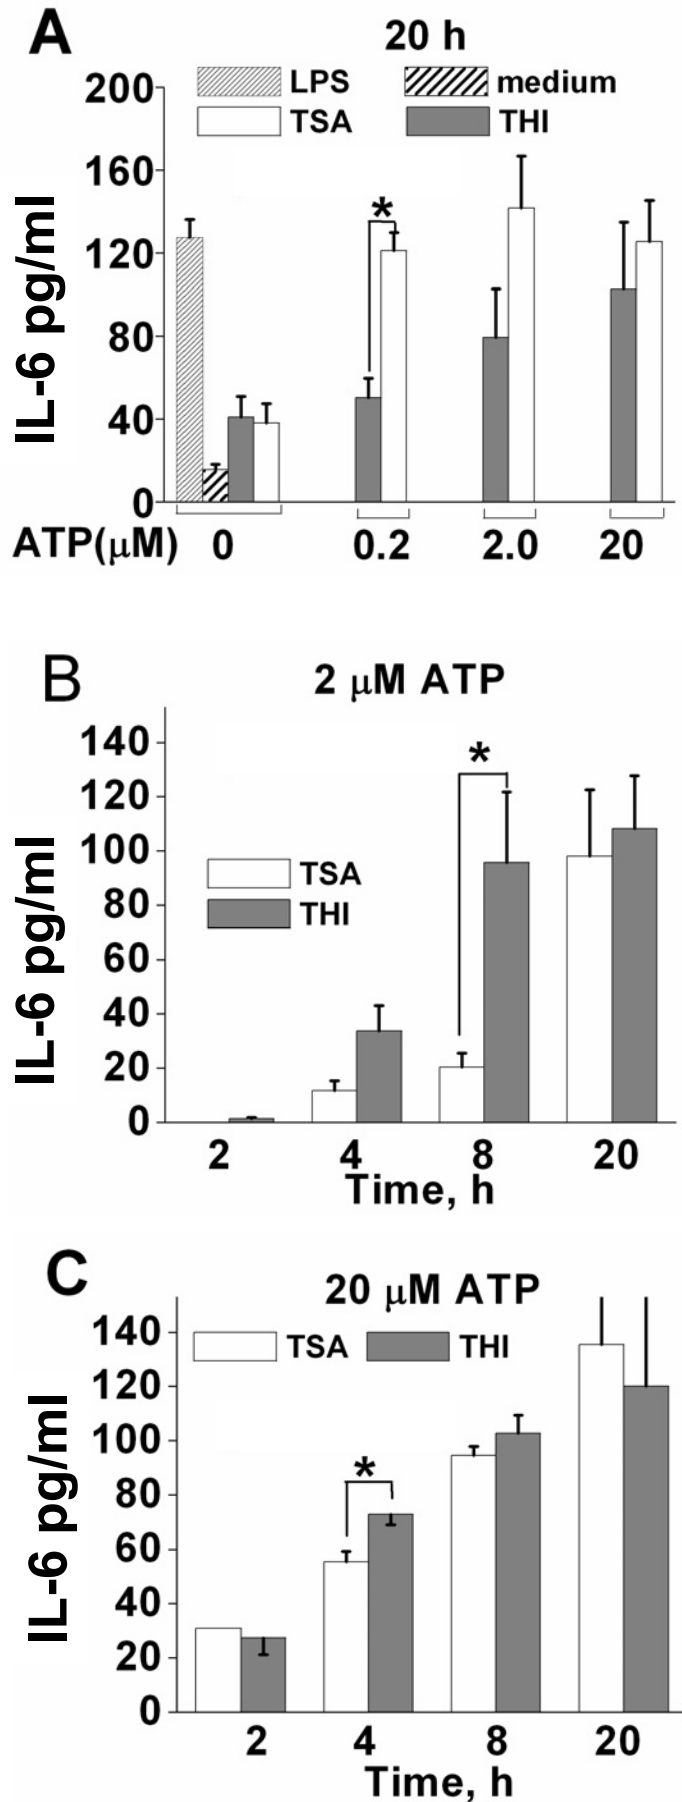 A
20 h
LPS
medium
TSA
THI
200
160
120
80
40
0
IL-6 pg/ml
*
ATP(μM)
0
0.2
2.0
20
B
2 μM ATP
140
120
100
80
60
40
20
0
IL-6 pg/ml
TSA
THI
*
2
4
8
20
Time, h
C
20 μM ATP
140
120
100
80
60
40
20
0
IL-6 pg/ml
TSA
THI
*
2
4
8
20
Time, h